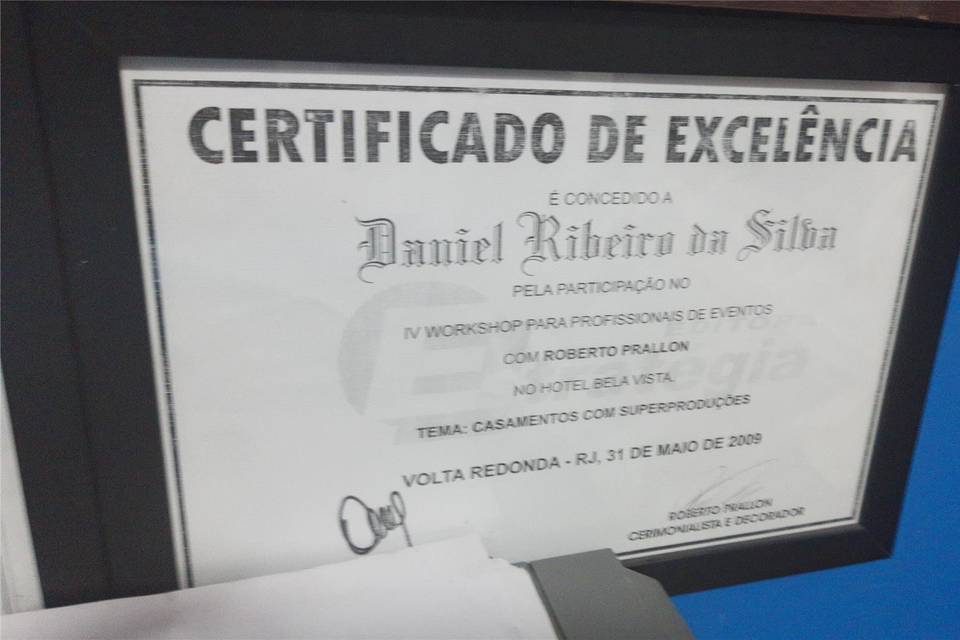 CERTIFICADO DE EXCELÊNCIA
É CONCEDIDO A
Daniel Ribeiro da Silva
PELA PARTICIPAÇÃO NO
IV WORKSHOP PARA PROFISSIONAIS DE EVENTOS
COM ROBERTO PRALLON
NO HOTEL BELA VISTA
TEMA: CASAMENTOS COM SUPERPRODUÇÕES
VOLTA REDONDA - RJ, 31 DE MAIO DE 2009
ROBERTO PRALLON
CERIMONIALISTA E DECORADOR